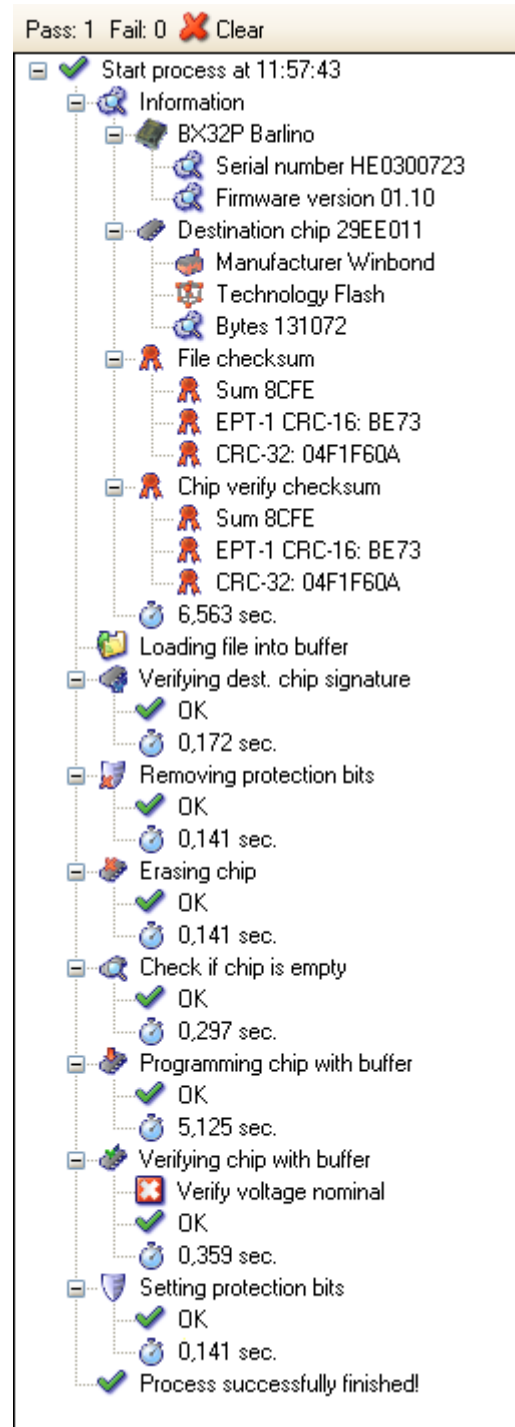 Pass: 1 Fail: 0 Clear
Start process at 11:57:43
Information
BX32P Barlino
Serial number HE0300723
Firmware version 01.10
Destination chip 29EE011
Manufacturer Winbond
Technology Flash
Bytes 131072
File checksum
Sum 8CFE
EPT-1 CRC-16: BE73
CRC-32: 04F1F60A
Chip verify checksum
Sum 8CFE
EPT-1 CRC-16: BE73
CRC-32: 04F1F60A
6,563 sec.
Loading file into buffer
Verifying dest. chip signature
OK
0,172 sec.
Removing protection bits
OK
0,141 sec.
Erasing chip
OK
0,141 sec.
Check if chip is empty
OK
0,297 sec.
Programming chip with buffer
OK
5,125 sec.
Verifying chip with buffer
Verify voltage nominal
OK
0,359 sec.
Setting protection bits
OK
0,141 sec.
Process successfully finished!